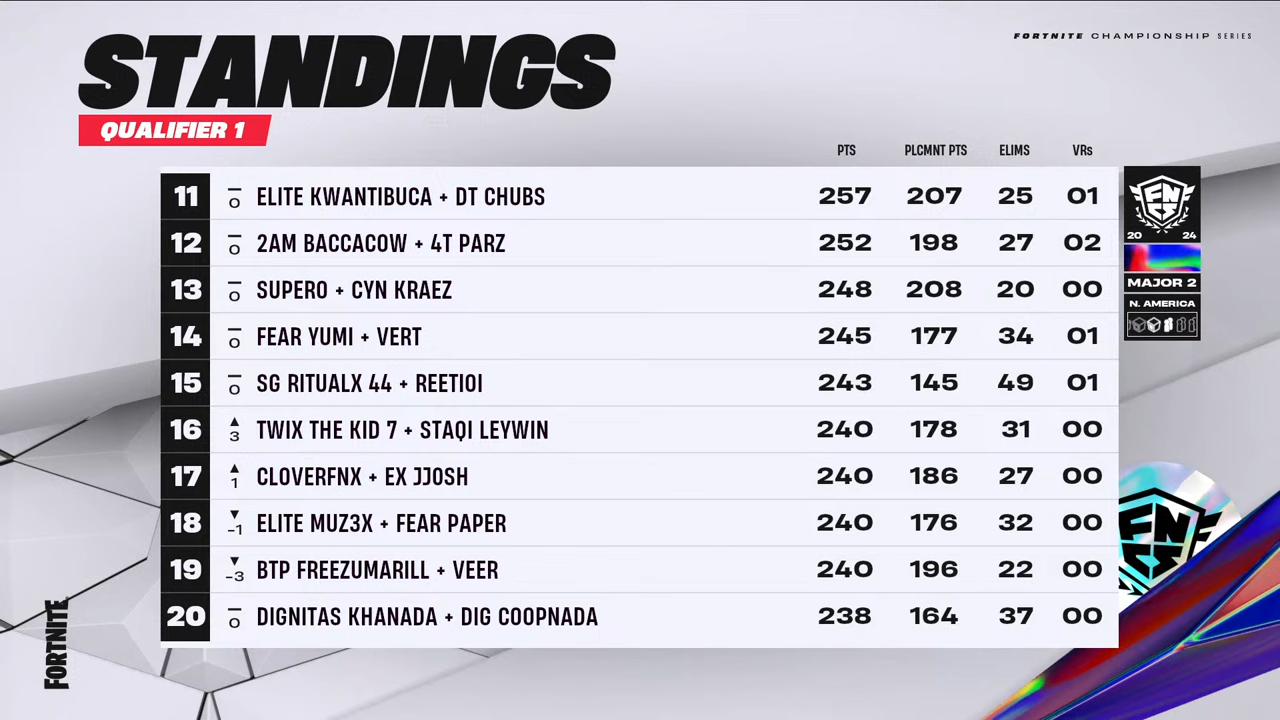 STANDINGS
FORTNITE CHAMPIONSHIP SERIES
QUALIFIER 1
PTS PLCMNT PTS ELIMS VRs
11 — 0 ELITE KWANTIBUCA + DT CHUBS 257 207 25 01
12 — 0 2AM BACCACOW + 4T PARZ 252 198 27 02
13 — 0 SUPERO + CYN KRAEZ 248 208 20 00
14 — 0 FEAR YUMI + VERT 245 177 34 01
15 — 0 SG RITUALX 44 + REETIOI 243 145 49 01
16 ▲ 3 TWIX THE KID 7 + STAQI LEYWIN 240 178 31 00
17 ▲ 1 CLOVERFNX + EX JJOSH 240 186 27 00
18 ▼ -1 ELITE MUZ3X + FEAR PAPER 240 176 32 00
19 ▼ -3 BTP FREEZUMARILL + VEER 240 196 22 00
20 — 0 DIGNITAS KHANADA + DIG COOPNADA 238 164 37 00
FNCS
20 24
MAJOR 2
N. AMERICA
FNCS
FORTNITE